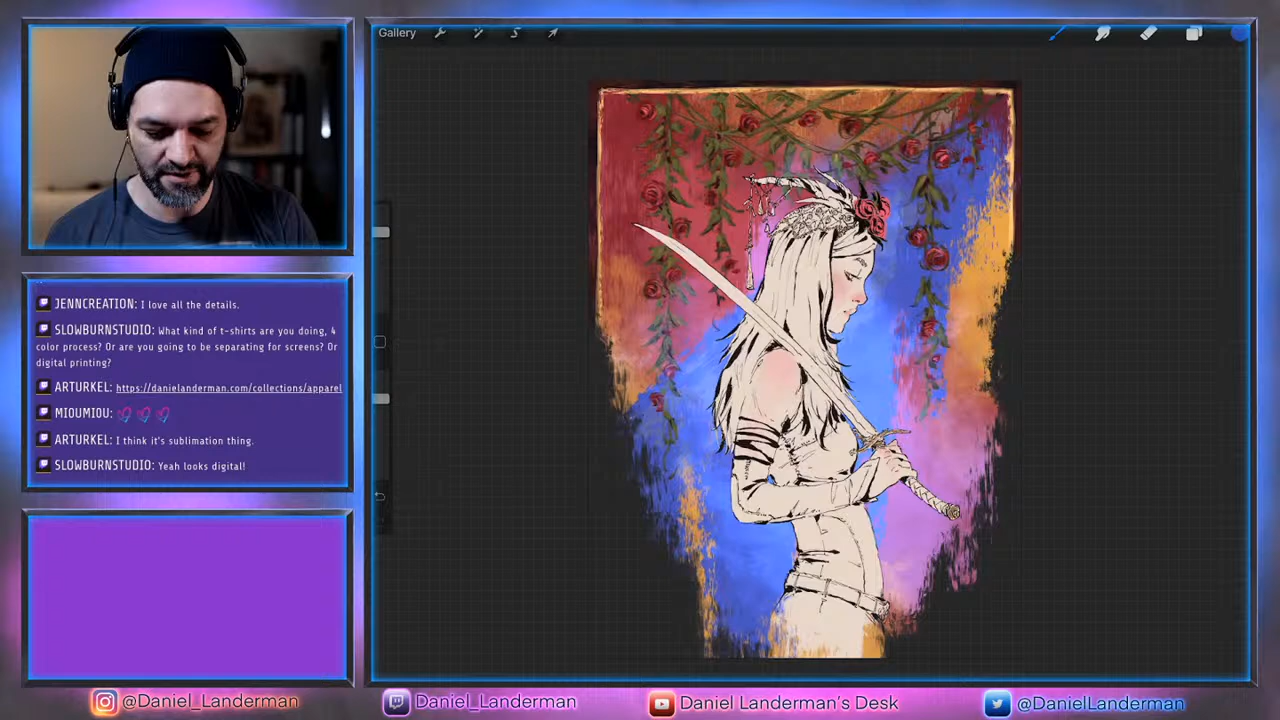 Gallery
JENNCREATION: I love all the details.
SLOWBURNSTUDIO: What kind of t-shirts are you doing, 4
color process? Or are you going to be separating for screens? Or
digital printing?
ARTURKEL: https://danielanderman.com/collections/apparel
MIOUMIOU:
ARTURKEL: I think it's sublimation thing.
SLOWBURNSTUDIO: Yeah looks digital!
@Daniel_Landerman
Daniel_Landerman
Daniel Landerman's Desk
@DanielLanderman